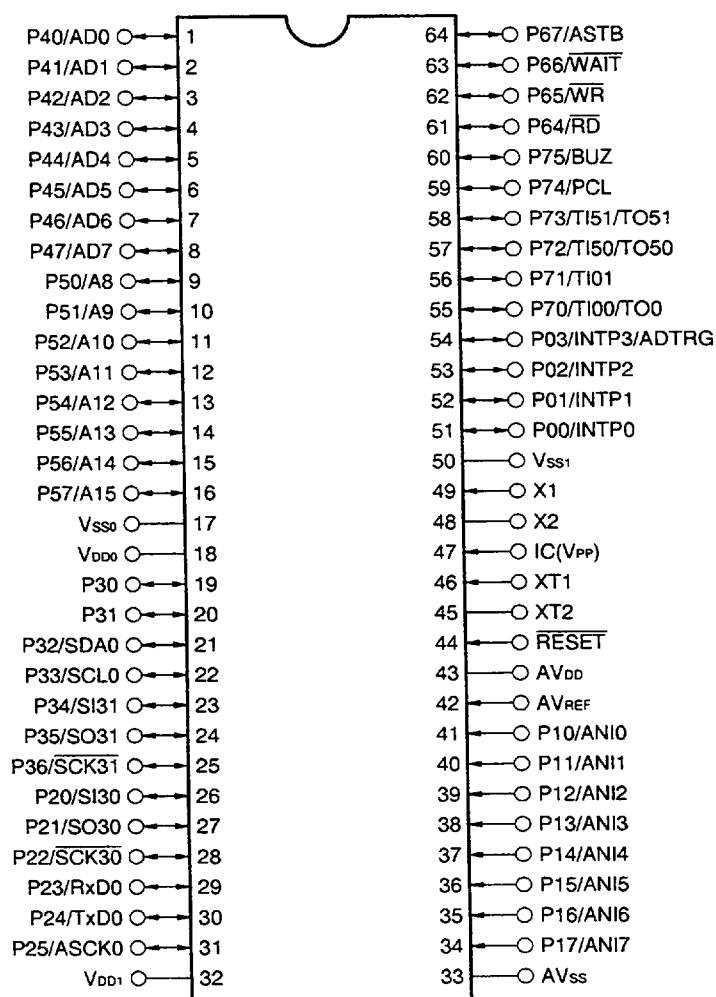 P40/AD0 1 64 P67/ASTB
P41/AD1 2 63 P66/WAIT
P42/AD2 3 62 P65/WR
P43/AD3 4 61 P64/RD
P44/AD4 5 60 P75/BUZ
P45/AD5 6 59 P74/PCL
P46/AD6 7 58 P73/TI51/TO51
P47/AD7 8 57 P72/TI50/TO50
P50/A8 9 56 P71/TI01
P51/A9 10 55 P70/TI00/TO0
P52/A10 11 54 P03/INTP3/ADTRG
P53/A11 12 53 P02/INTP2
P54/A12 13 52 P01/INTP1
P55/A13 14 51 P00/INTP0
P56/A14 15 50 VSS1
P57/A15 16 49 X1
VSS0 17 48 X2
VDD0 18 47 IC(VPP)
P30 19 46 XT1
P31 20 45 XT2
P32/SDA0 21 44 RESET
P33/SCL0 22 43 AVDD
P34/SI31 23 42 AVREF
P35/SO31 24 41 P10/ANI0
P36/SCK31 25 40 P11/ANI1
P20/SI30 26 39 P12/ANI2
P21/SO30 27 38 P13/ANI3
P22/SCK30 28 37 P14/ANI4
P23/RxD0 29 36 P15/ANI5
P24/TxD0 30 35 P16/ANI6
P25/ASCK0 31 34 P17/ANI7
VDD1 32 33 AVSS